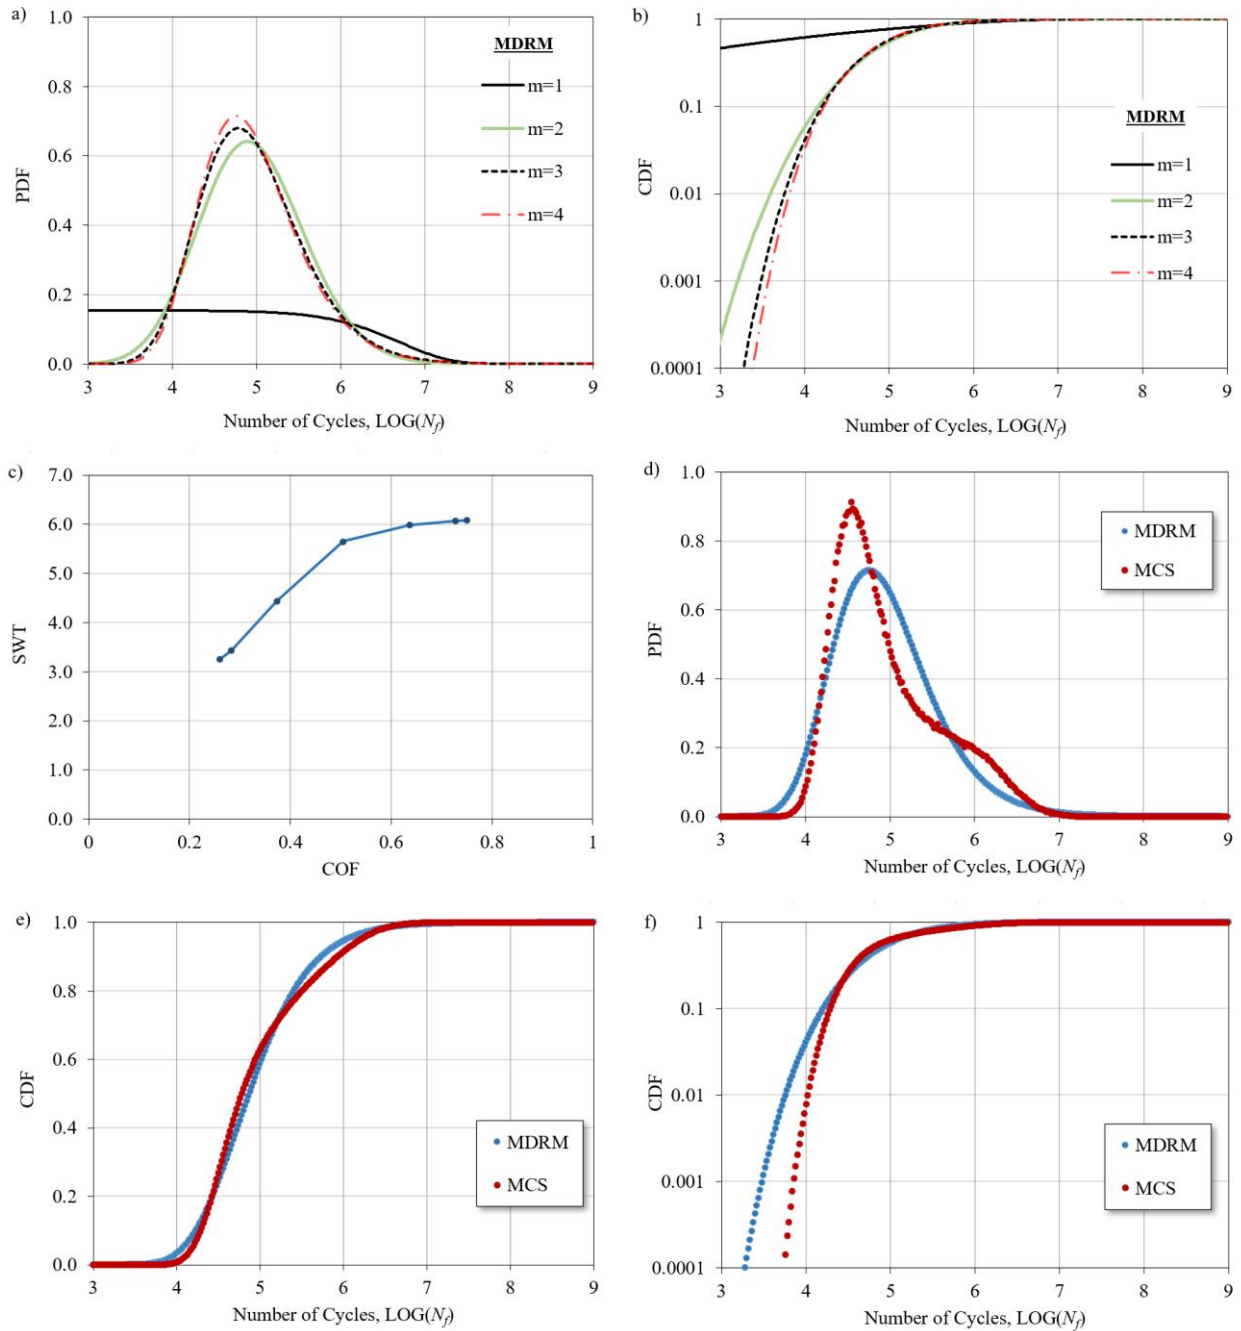 a)
1.0
0.8
0.6
0.4
0.2
0.0
PDF
MDRM
m=1
m=2
m=3
m=4
3 4 5 6 7 8 9
Number of Cycles, LOG(Nf)
b)
1
0.1
0.01
0.001
0.0001
CDF
MDRM
m=1
m=2
m=3
m=4
3 4 5 6 7 8 9
Number of Cycles, LOG(Nf)
c)
7.0
6.0
5.0
4.0
3.0
2.0
1.0
0.0
SWT
0 0.2 0.4 0.6 0.8 1
COF
d)
1.0
0.8
0.6
0.4
0.2
0.0
PDF
MDRM
MCS
3 4 5 6 7 8 9
Number of Cycles, LOG(Nf)
e)
1.0
0.8
0.6
0.4
0.2
0.0
CDF
MDRM
MCS
3 4 5 6 7 8 9
Number of Cycles, LOG(Nf)
f)
1
0.1
0.01
0.001
0.0001
CDF
MDRM
MCS
3 4 5 6 7 8 9
Number of Cycles, LOG(Nf)